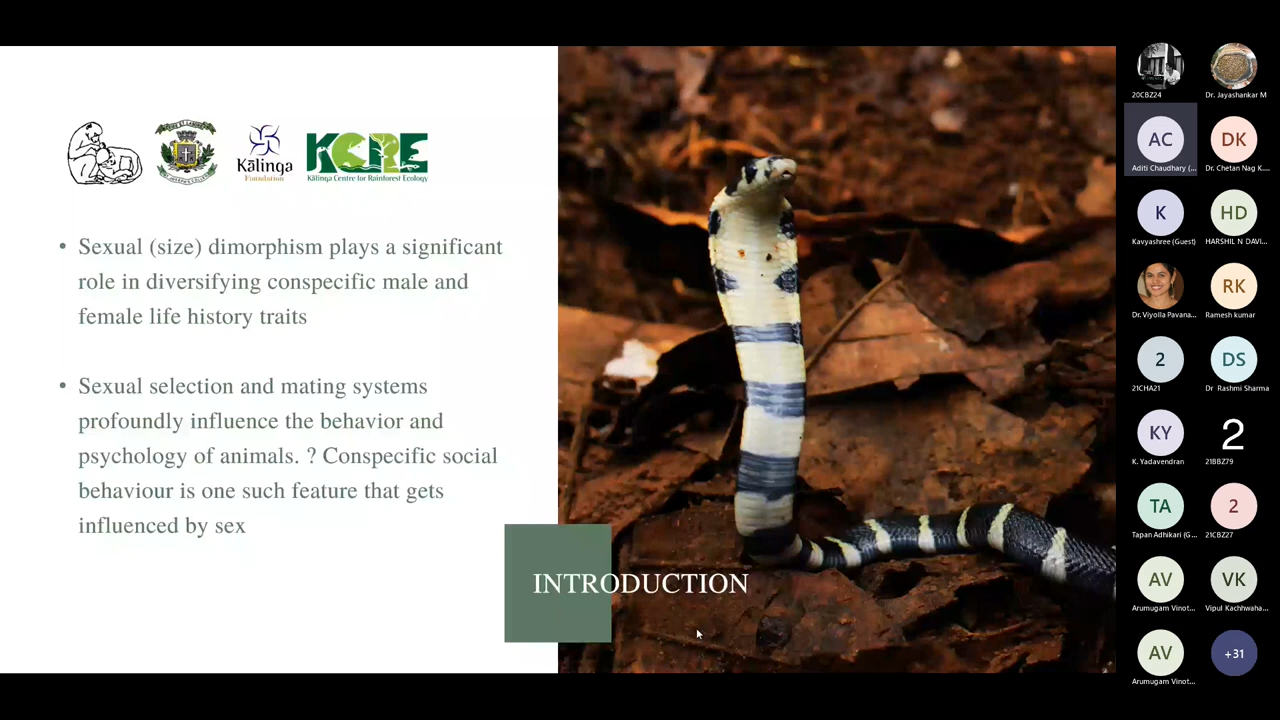 Kālinga
Foundation
KCRE
Kālinga Centre for Rainforest Ecology
• Sexual (size) dimorphism plays a significant
role in diversifying conspecific male and
female life history traits
• Sexual selection and mating systems
profoundly influence the behavior and
psychology of animals. ? Conspecific social
behaviour is one such feature that gets
influenced by sex
INTRODUCTION
20CBZ24
Dr. Jayashankar M
AC
Aditi Chaudhary (...
DK
Dr. Chetan Nag K....
K
Kavyashree (Guest)
HD
HARSHIL N DAVI...
Dr. Viyolla Pavana...
RK
Ramesh kumar
2
21CHA21
DS
Dr Rashmi Sharma
KY
K. Yadavendran
2
21BBZ79
TA
Tapan Adhikari (G...
2
21CBZ27
AV
Arumugam Vinot...
VK
Vipul Kachhwaha...
AV
Arumugam Vinot...
+31